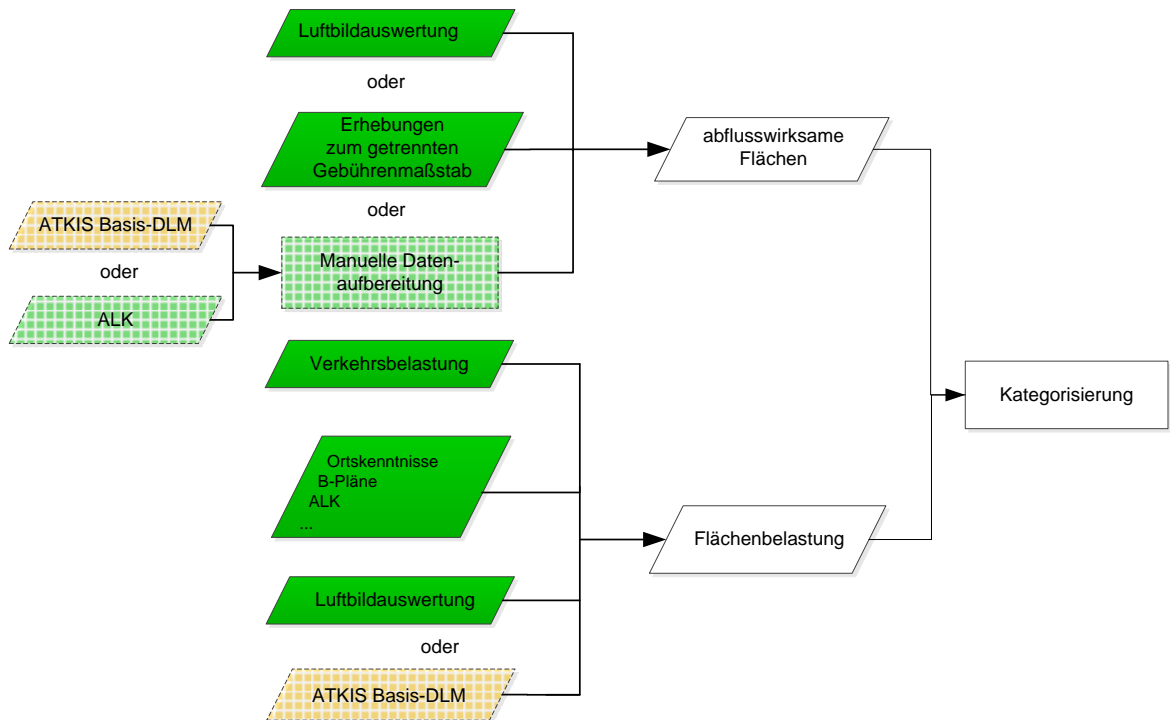 Luftbildauswertung
oder
Erhebungen
zum getrennten
Gebührenmaßstab
abflusswirksame
Flächen
oder
ATKIS Basis-DLM
oder
ALK
Manuelle Daten-
aufbereitung
Verkehrsbelastung
Kategorisierung
Ortskenntnisse
B-Pläne
ALK
...
Flächenbelastung
Luftbildauswertung
oder
ATKIS Basis-DLM